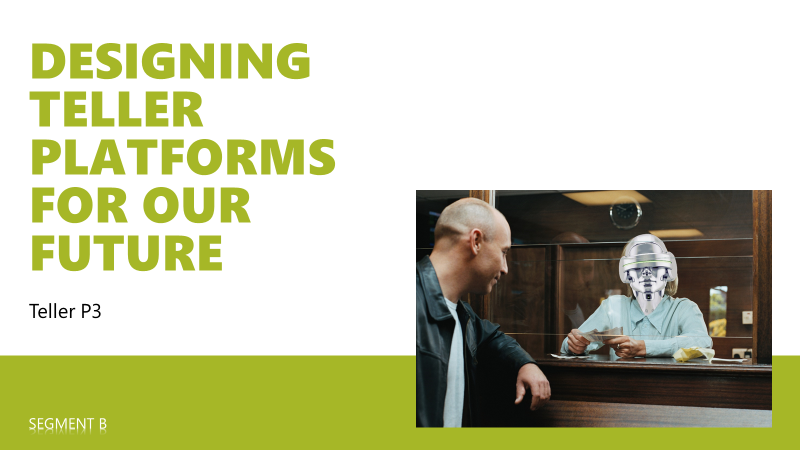 DESIGNING
TELLER
PLATFORMS
FOR OUR
FUTURE
Teller P3
SEGMENT B